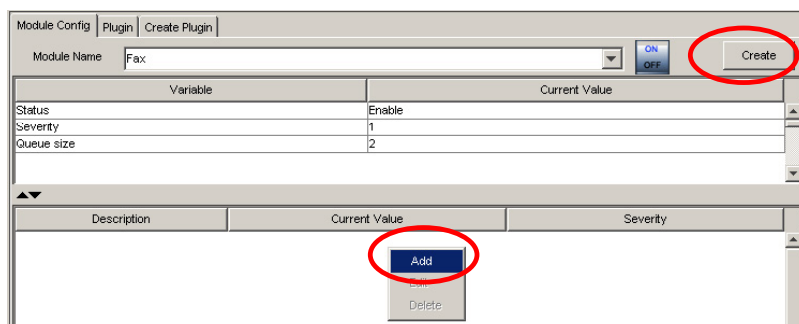 Module Config Plugin Create Plugin
Module Name Fax ON OFF Create
Variable Current Value
Status Enable
Severity 1
Queue size 2
Description Current Value Severity
Add
Delete